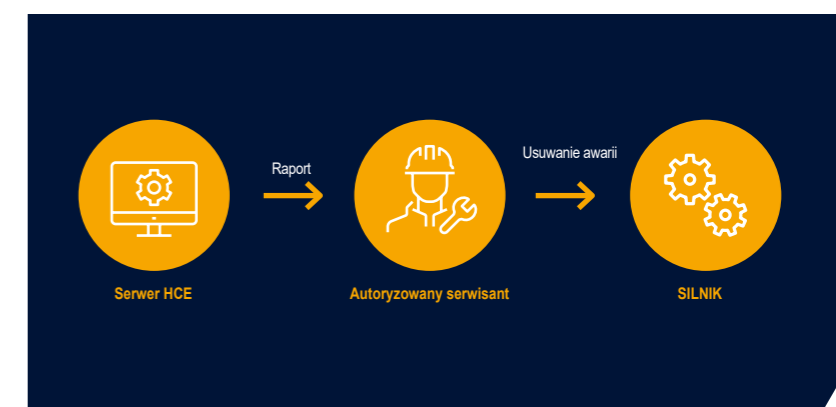 Raport
Usuwanie awarii
Serwer HCE
Autoryzowany serwisant
SILNIK